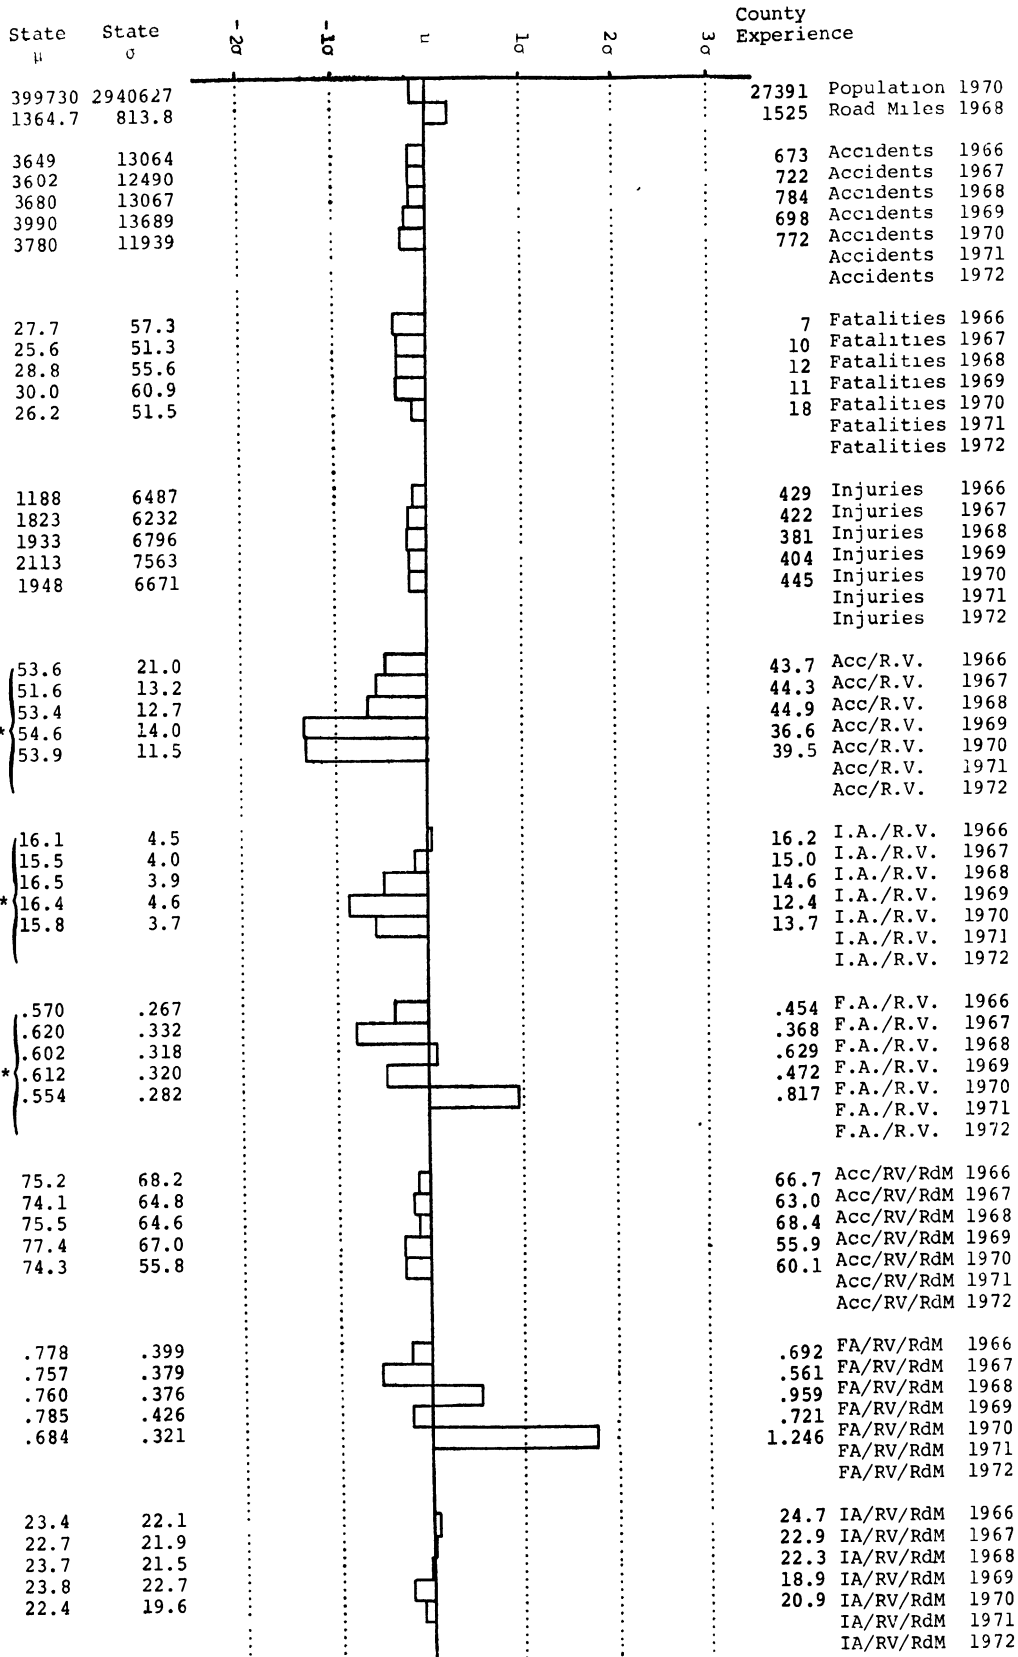 State State -2σ -1σ μ 1σ 2σ 3σ County
μ σ Experience
399730 2940627 27391 Population 1970
1364.7 813.8 1525 Road Miles 1968
3649 13064 673 Accidents 1966
3602 12490 722 Accidents 1967
3680 13067 784 Accidents 1968
3990 13689 698 Accidents 1969
3780 11939 772 Accidents 1970
Accidents 1971
Accidents 1972
27.7 57.3 7 Fatalities 1966
25.6 51.3 10 Fatalities 1967
28.8 55.6 12 Fatalities 1968
30.0 60.9 11 Fatalities 1969
26.2 51.5 18 Fatalities 1970
Fatalities 1971
Fatalities 1972
1188 6487 429 Injuries 1966
1823 6232 422 Injuries 1967
1933 6796 381 Injuries 1968
2113 7563 404 Injuries 1969
1948 6671 445 Injuries 1970
Injuries 1971
Injuries 1972
53.6 21.0 43.7 Acc/R.V. 1966
51.6 13.2 44.3 Acc/R.V. 1967
53.4 12.7 44.9 Acc/R.V. 1968
* 54.6 14.0 36.6 Acc/R.V. 1969
53.9 11.5 39.5 Acc/R.V. 1970
Acc/R.V. 1971
Acc/R.V. 1972
16.1 4.5 16.2 I.A./R.V. 1966
15.5 4.0 15.0 I.A./R.V. 1967
16.5 3.9 14.6 I.A./R.V. 1968
* 16.4 4.6 12.4 I.A./R.V. 1969
15.8 3.7 13.7 I.A./R.V. 1970
I.A./R.V. 1971
I.A./R.V. 1972
.570 .267 .454 F.A./R.V. 1966
.620 .332 .368 F.A./R.V. 1967
.602 .318 .629 F.A./R.V. 1968
* .612 .320 .472 F.A./R.V. 1969
.554 .282 .817 F.A./R.V. 1970
F.A./R.V. 1971
F.A./R.V. 1972
75.2 68.2 66.7 Acc/RV/RdM 1966
74.1 64.8 63.0 Acc/RV/RdM 1967
75.5 64.6 68.4 Acc/RV/RdM 1968
77.4 67.0 55.9 Acc/RV/RdM 1969
74.3 55.8 60.1 Acc/RV/RdM 1970
Acc/RV/RdM 1971
Acc/RV/RdM 1972
.778 .399 .692 FA/RV/RdM 1966
.757 .379 .561 FA/RV/RdM 1967
.760 .376 .959 FA/RV/RdM 1968
.785 .426 .721 FA/RV/RdM 1969
.684 .321 1.246 FA/RV/RdM 1970
FA/RV/RdM 1971
FA/RV/RdM 1972
23.4 22.1 24.7 IA/RV/RdM 1966
22.7 21.9 22.9 IA/RV/RdM 1967
23.7 21.5 22.3 IA/RV/RdM 1968
23.8 22.7 18.9 IA/RV/RdM 1969
22.4 19.6 20.9 IA/RV/RdM 1970
IA/RV/RdM 1971
IA/RV/RdM 1972